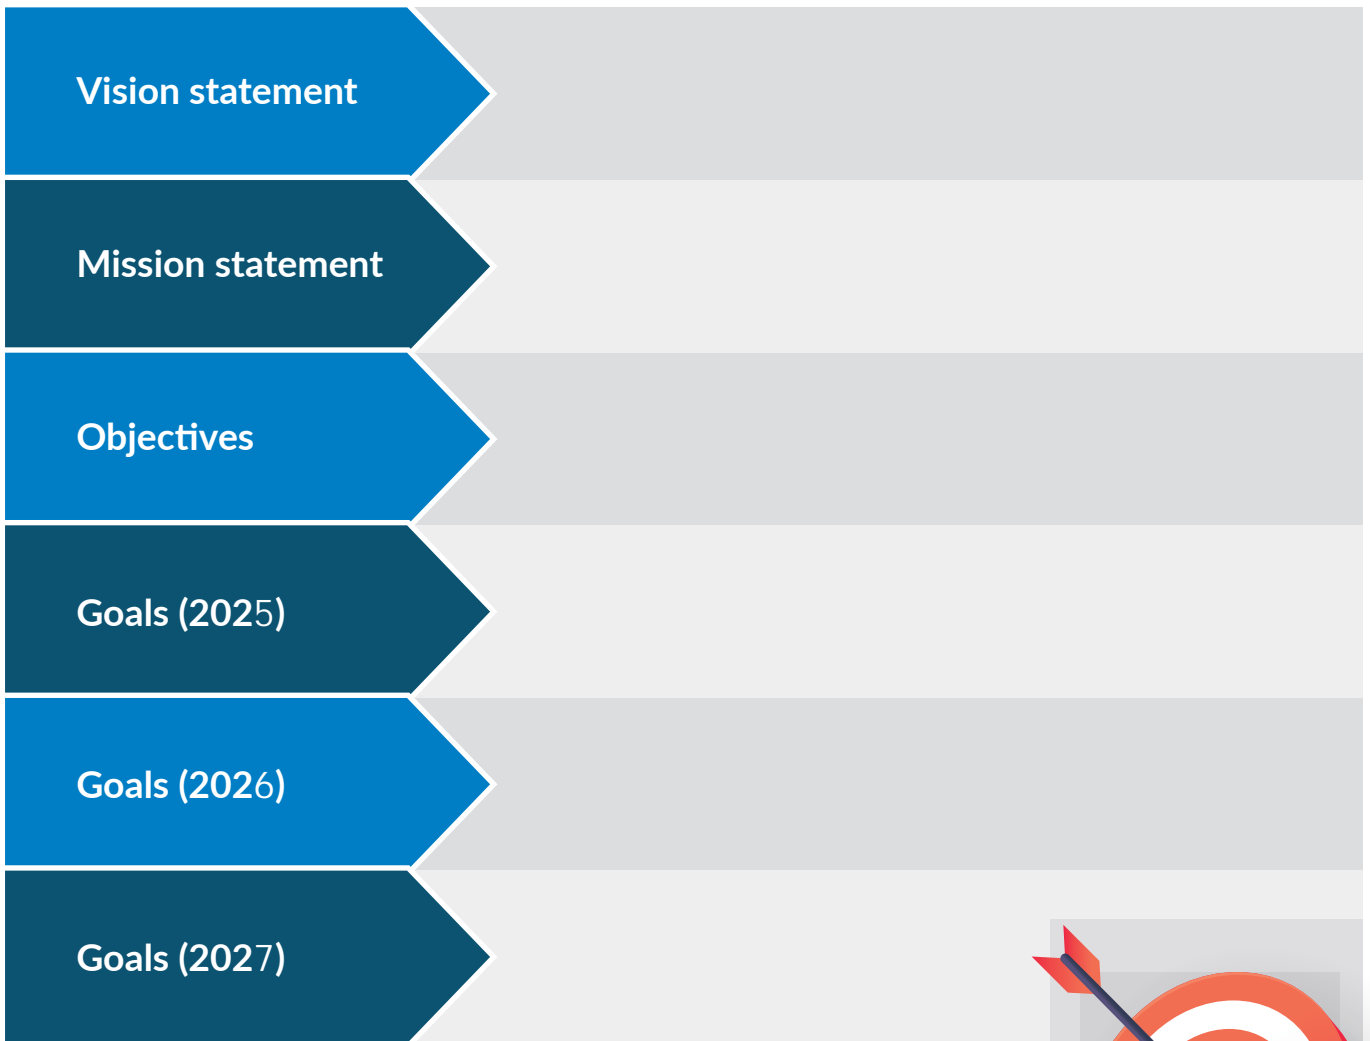 Vision statement
Mission statement
Objectives
Goals (2025)
Goals (2026)
Goals (2027)